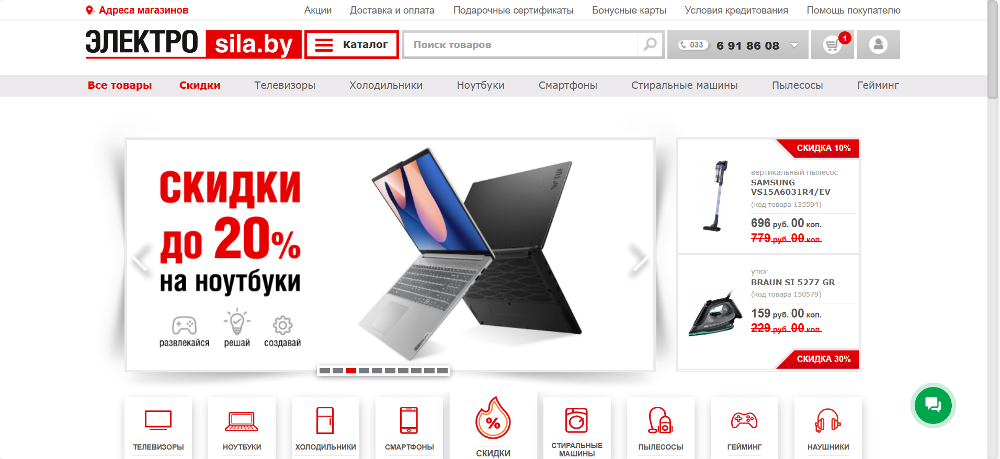 Адреса магазинов
Акции
Доставка и оплата
Подарочные сертификаты
Бонусные карты
Условия кредитования
Помощь покупателю
ЭЛЕКТРО sila.by
Каталог
Поиск товаров
033 6 91 86 08
1
Все товары
Скидки
Телевизоры
Холодильники
Ноутбуки
Смартфоны
Стиральные машины
Пылесосы
Гейминг
СКИДКИ
до 20%
на ноутбуки
развлекайся
решай
создавай
TUF
СКИДКА 10%
вертикальный пылесос
SAMSUNG
VS15A6031R4/EV
(код товара 135594)
696 руб. 00 коп.
779 руб. 00 коп.
утюг
BRAUN SI 5277 GR
(код товара 150579)
159 руб. 00 коп.
229 руб. 00 коп.
СКИДКА 30%
ТЕЛЕВИЗОРЫ
НОУТБУКИ
ХОЛОДИЛЬНИКИ
СМАРТФОНЫ
%
СКИДКИ
СТИРАЛЬНЫЕ
МАШИНЫ
ПЫЛЕСОСЫ
ГЕЙМИНГ
НАУШНИКИ